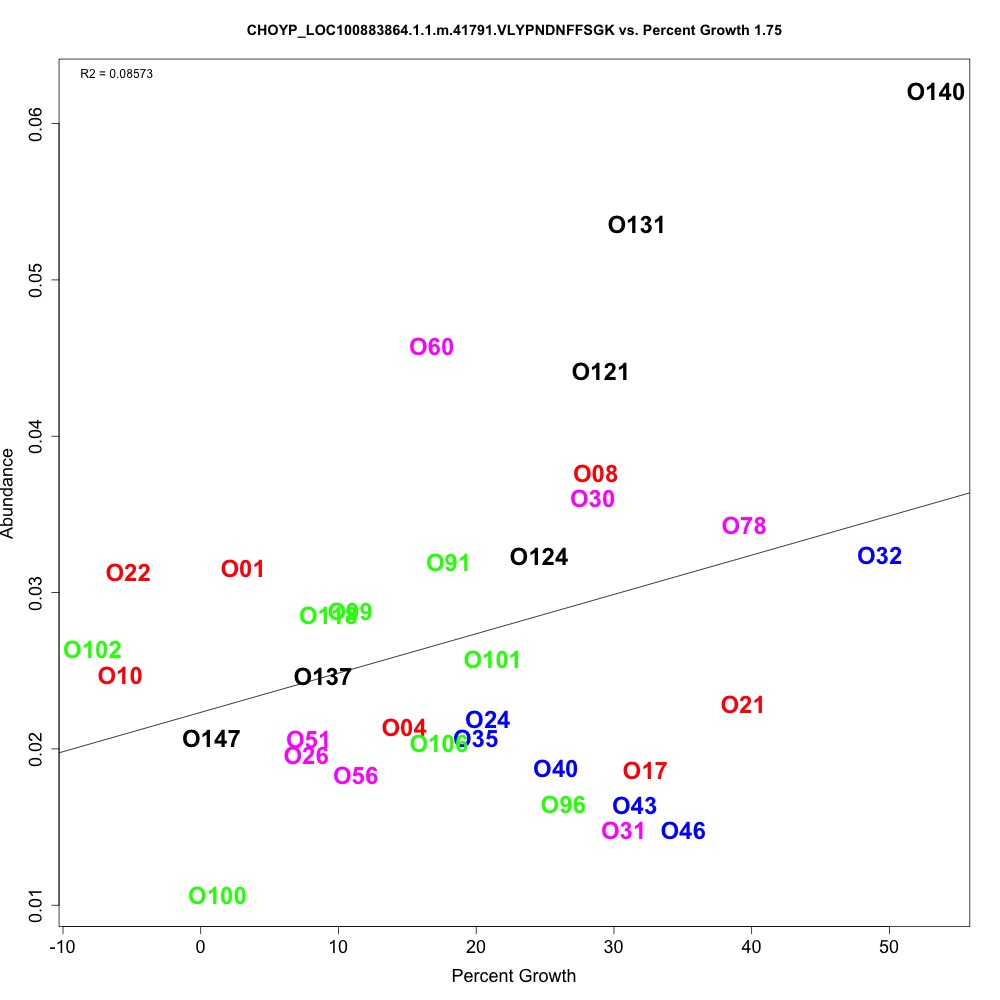 CHOYP_LOC100883864.1.1.m.41791.VLYPNDNFFSGK vs. Percent Growth 1.75
R2 = 0.08573
O140
0.06
O131
0.05
O60
O121
0.04
Abundance
O08
O30
O78
O124
O32
O91
O01
O22
0.03
O99
O102
O101
O10
O137
O21
O24
O04
O147
O51
O35
O106
0.02
O26
O40
O17
O56
O96
O43
O31
O46
O100
0.01
-10 0 10 20 30 40 50
Percent Growth